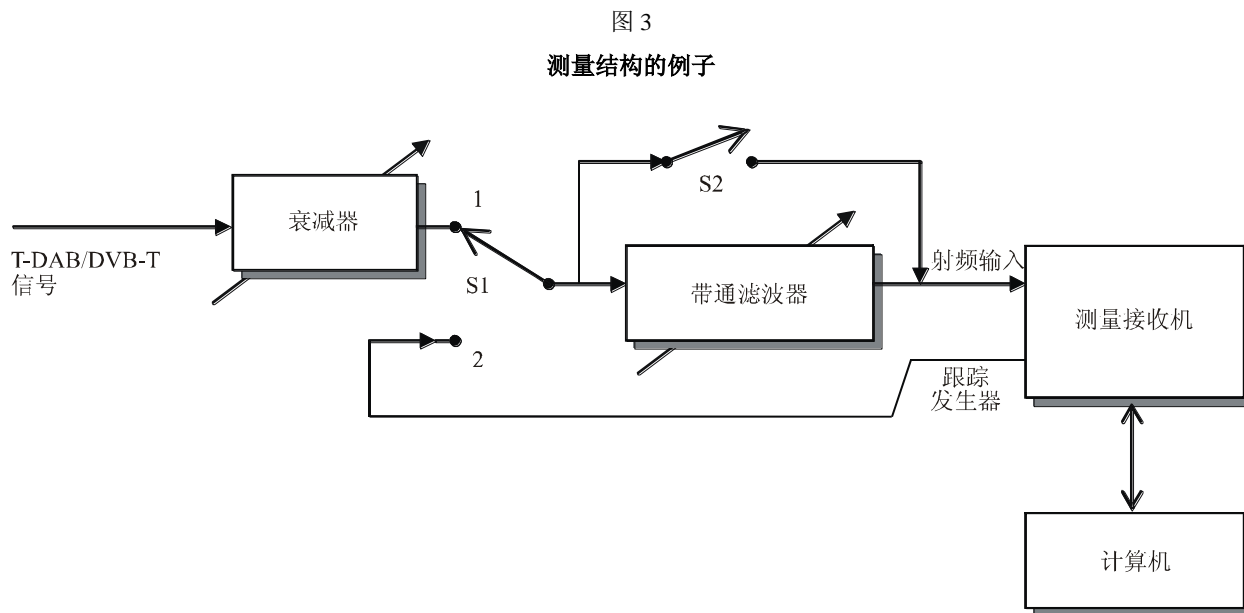 图 3
测量结构的例子
T-DAB/DVB-T
信号
衰减器
1
S1
2
S2
带通滤波器
射频输入
测量接收机
跟踪
发生器
计算机